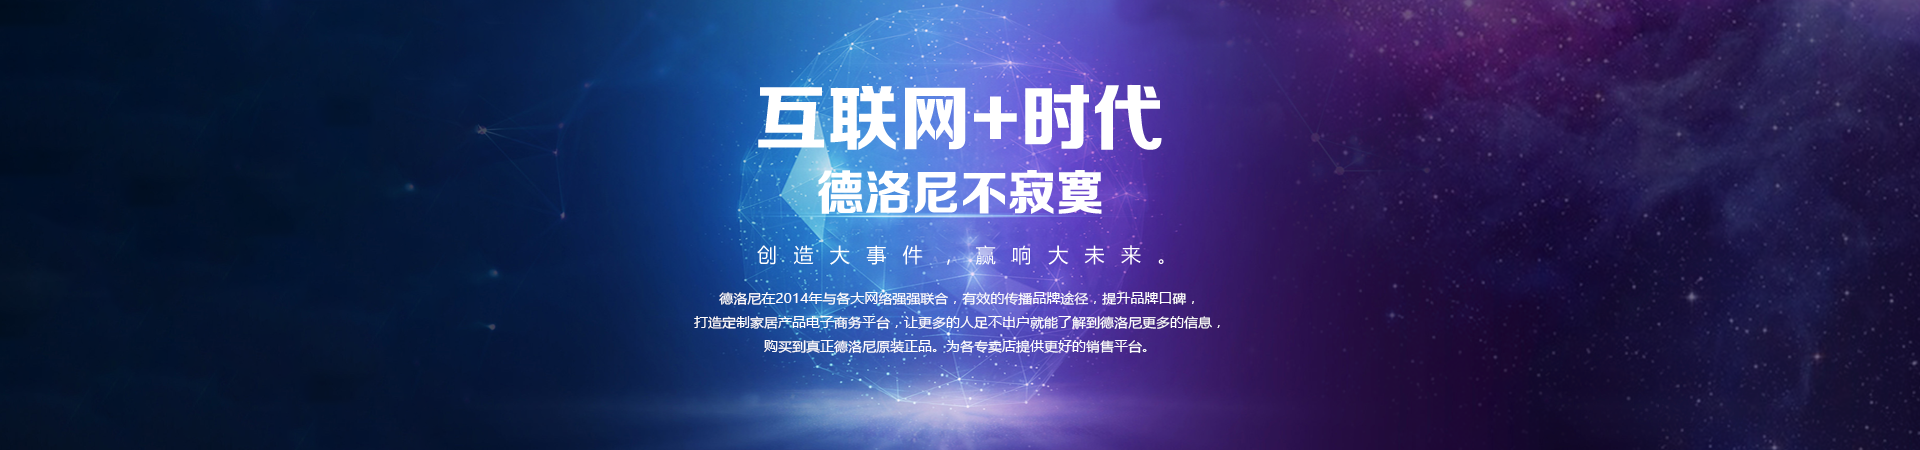 互联网+时代
德洛尼不寂寞
创造大事件，赢响大未来。
德洛尼在2014年与各大网络强强联合，有效的传播品牌途径，提升品牌口碑，
打造定制家居产品电子商务平台，让更多的人足不出户就能了解到德洛尼更多的信息，
购买到真正德洛尼原装正品。为各专卖店提供更好的销售平台。